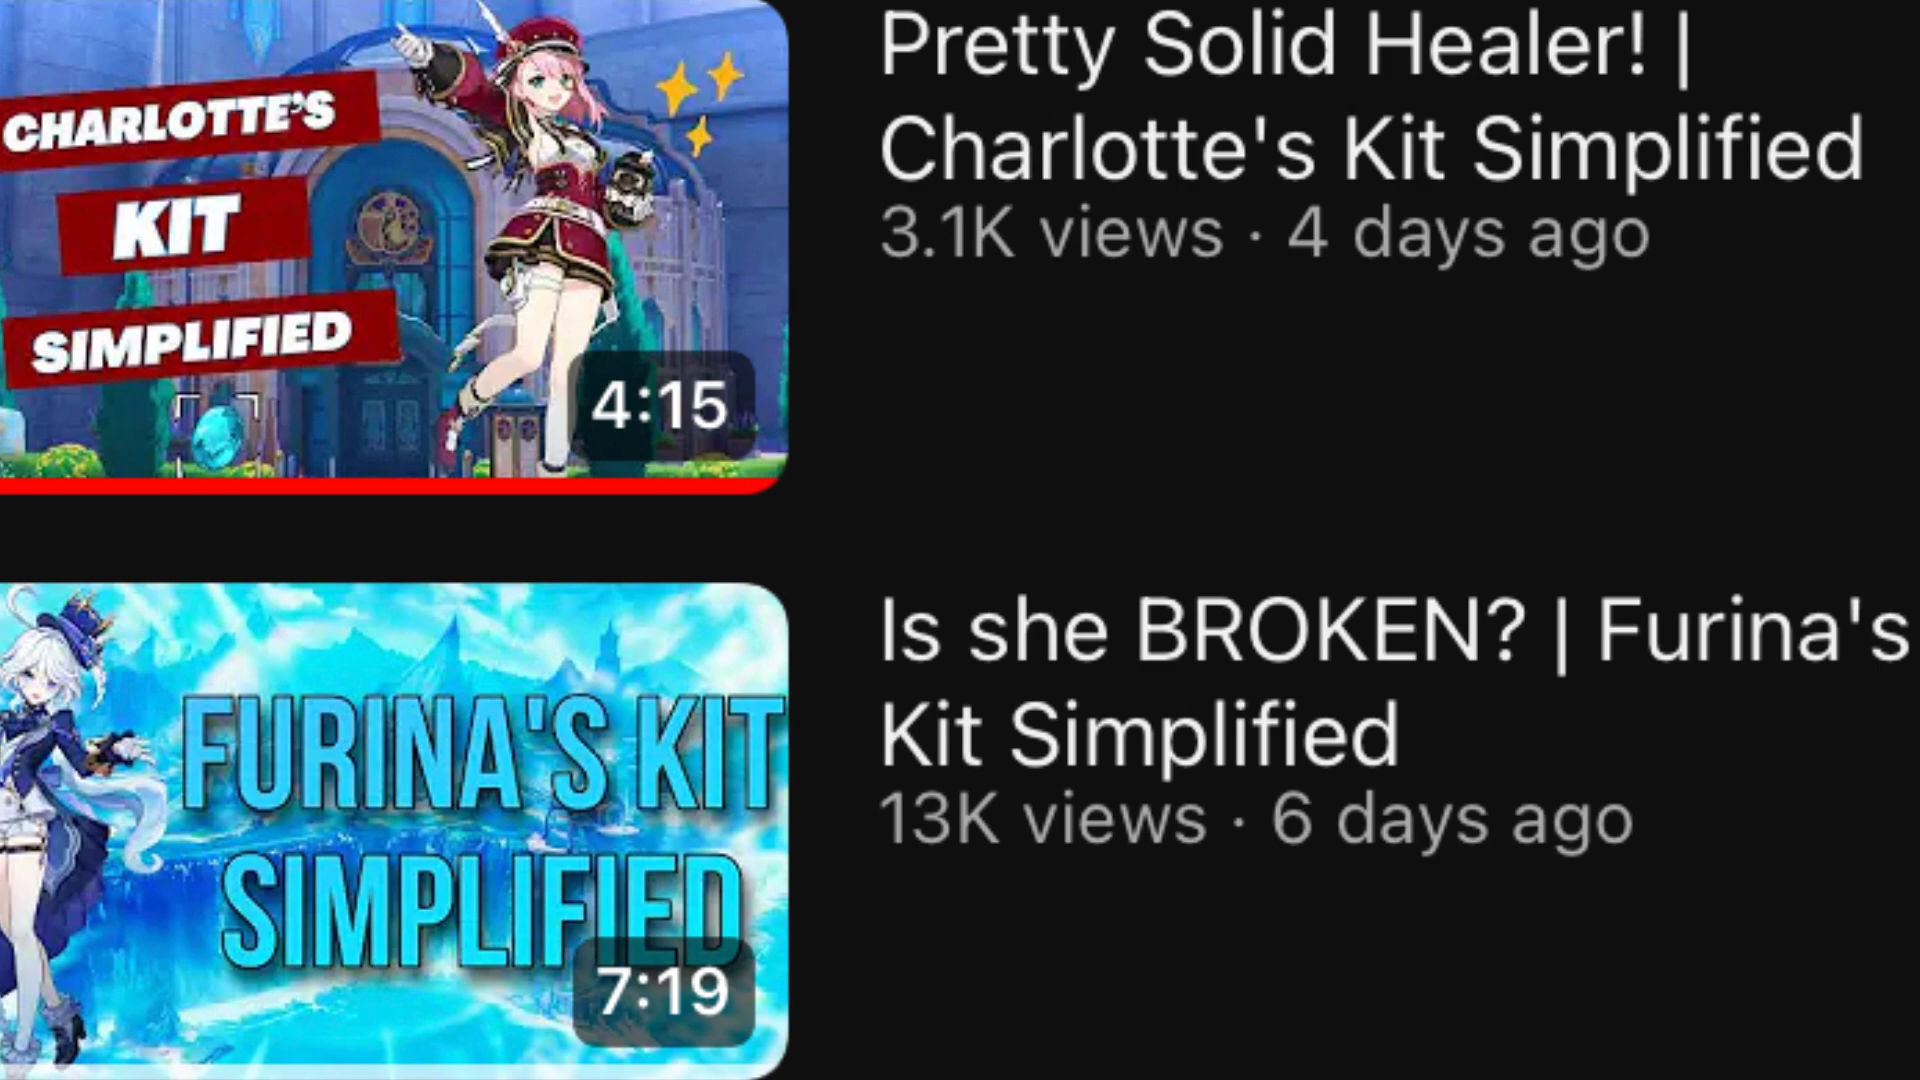 CHARLOTTE'S
KIT
SIMPLIFIED
4:15
Pretty Solid Healer! |
Charlotte's Kit Simplified
3.1K views · 4 days ago
FURINA'S KIT
SIMPLIFIED
7:19
Is she BROKEN? | Furina's
Kit Simplified
13K views · 6 days ago